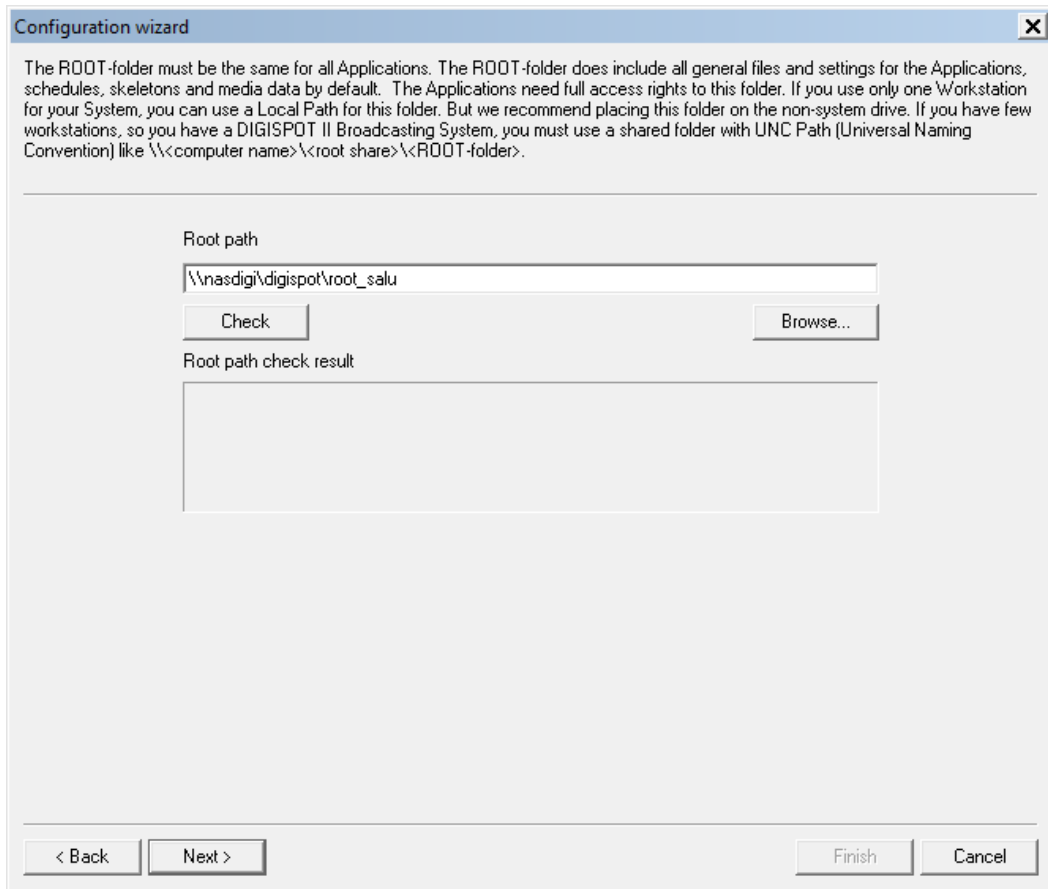 Configuration wizard
The ROOT-folder must be the same for all Applications. The ROOT-folder does include all general files and settings for the Applications,
schedules, skeletons and media data by default.  The Applications need full access rights to this folder. If you use only one Workstation
for your System, you can use a Local Path for this folder. But we recommend placing this folder on the non-system drive. If you have few
workstations, so you have a DIGISPOT II Broadcasting System, you must use a shared folder with UNC Path (Universal Naming
Convention) like \\<computer name>\<root share>\<ROOT-folder>.
Root path
\\nasdigi\digispot\root_salu
Check
Browse...
Root path check result
< Back
Next >
Finish
Cancel